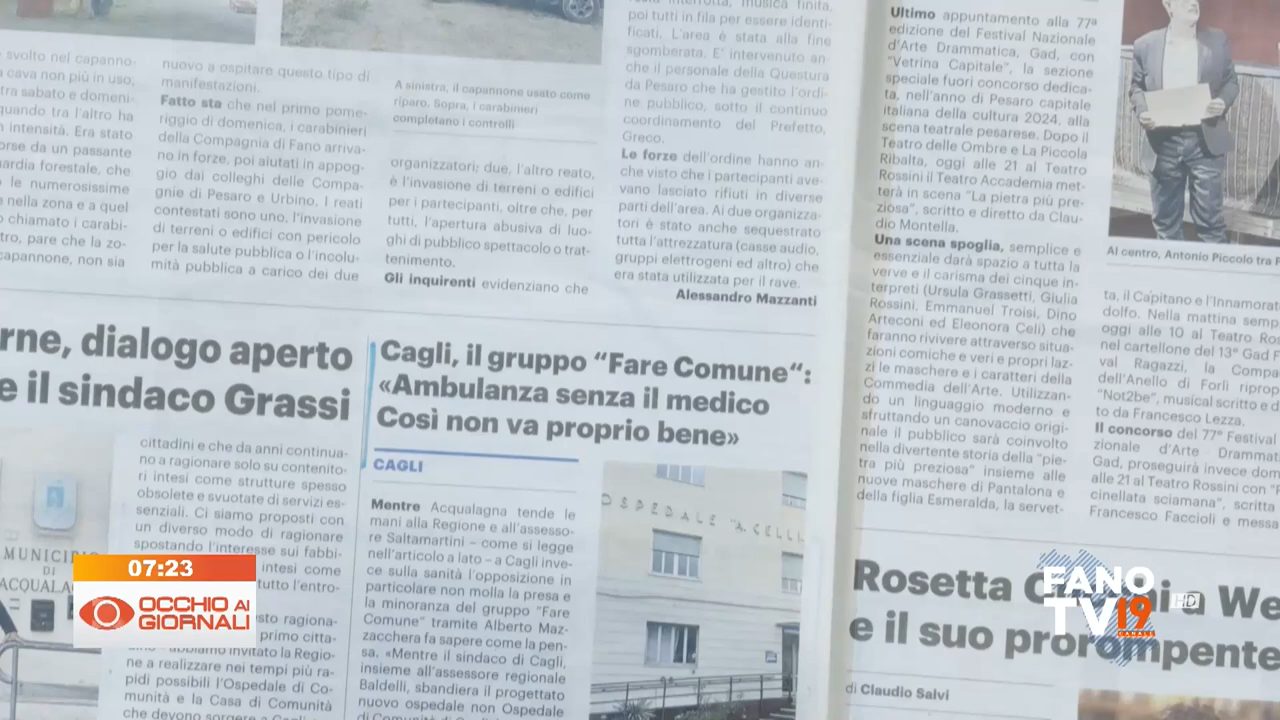 svolto nel capanno-
cava non più in uso,
tra sabato e domeni-
quando tra l'altro ha
intensità. Era stato
orse da un passante
uardia forestale, che
le numerosissime
nella zona e a quel
chiamato i carabi-
tro, pare che la zo-
capannone, non sia
nuovo a ospitare questo tipo di
manifestazioni.
Fatto sta che nel primo pome-
riggio di domenica, i carabinieri
della Compagnia di Fano arriva-
no in forze, poi aiutati in appog-
gio dai colleghi delle Compa-
gnie di Pesaro e Urbino. I reati
contestati sono uno, l'invasione
di terreni o edifici con pericolo
per la salute pubblica o l'incolu-
mità pubblica a carico dei due
A sinistra, il capannone usato come
riparo. Sopra, i carabinieri
completano i controlli
organizzatori; due, l'altro reato,
è l'invasione di terreni o edifici
per i partecipanti, oltre che, per
tutti, l'apertura abusiva di luo-
ghi di pubblico spettacolo o trat-
tenimento.
Gli inquirenti evidenziano che
interrotta, musica finita,
poi tutti in fila per essere identi-
ficati. L'area è stata alla fine
sgomberata. E' intervenuto an-
che il personale della Questura
da Pesaro che ha gestito l'ordi-
ne pubblico, sotto il continuo
coordinamento del Prefetto,
Greco.
Le forze dell'ordine hanno an-
che visto che i partecipanti ave-
vano lasciato rifiuti in diverse
parti dell'area. Ai due organizza-
tori è stato anche sequestrato
tutta l'attrezzatura (casse audio,
gruppi elettrogeni ed altro) che
era stata utilizzata per il rave.
Alessandro Mazzanti
rne, dialogo aperto
e il sindaco Grassi
cittadini e che da anni continua-
no a ragionare solo su contenito-
ri intesi come strutture spesso
obsolete e svuotate di servizi es-
senziali. Ci siamo proposti con
un diverso modo di ragionare
spostando l'interesse sui fabbi-
intesi come
tutto l'entro-
sto ragiona-
primo citta-
dino – abbiamo invitato la Regio-
ne a realizzare nei tempi più ra-
pidi possibili l'Ospedale di Co-
munità e la Casa di Comunità
che devono sorgere a Cagli
MUNICIPIO
DI
ACQUALA
Cagli, il gruppo “Fare Comune“:
«Ambulanza senza il medico
Così non va proprio bene»
CAGLI
Mentre Acqualagna tende le
mani alla Regione e all'assesso-
re Saltamartini – come si legge
nell'articolo a lato – a Cagli inve-
ce sulla sanità l'opposizione in
particolare non molla la presa e
la minoranza del gruppo “Fare
Comune” tramite Alberto Maz-
zacchera fa sapere come la pen-
sa. «Mentre il sindaco di Cagli,
insieme all'assessore regionale
Baldelli, sbandiera il progettato
nuovo ospedale non Ospedale
di Comunità di Cagli
OSPEDALE "A. CELLI
Ultimo appuntamento alla 77ª
edizione del Festival Nazionale
d'Arte Drammatica, Gad, con
"Vetrina Capitale", la sezione
speciale fuori concorso dedica-
ta, nell'anno di Pesaro capitale
italiana della cultura 2024, alla
scena teatrale pesarese. Dopo il
Teatro delle Ombre e La Piccola
Ribalta, oggi alle 21 al Teatro
Rossini il Teatro Accademia met-
terà in scena "La pietra più pre-
ziosa", scritto e diretto da Clau-
dio Montella.
Una scena spoglia, semplice e
essenziale darà spazio a tutta la
verve e il carisma dei cinque in-
terpreti (Ursula Grassetti, Giulia
Rossini, Emmanuel Troisi, Dino
Arteconi ed Eleonora Celi) che
faranno rivivere attraverso situa-
zioni comiche e veri e propri laz-
zi le maschere e i caratteri della
Commedia dell'Arte. Utilizzan-
do un linguaggio moderno e
sfruttando un canovaccio origi-
nale il pubblico sarà coinvolto
nella divertente storia della "pie-
tra più preziosa" insieme alle
nuove maschere di Pantalona e
della figlia Esmeralda, la servet-
Al centro, Antonio Piccolo tra
ta, il Capitano e l'Innamorat
dolfo. Nella mattina semp
oggi alle 10 al Teatro Ros
nel cartellone del 13° Gad F
val Ragazzi, la Compa
dell'Anello di Forlì riprop
"Not2be", musical scritto e d
to da Francesco Lezza.
Il concorso del 77° Festival
zionale d'Arte Drammati
Gad, proseguirà invece dom
alle 21 al Teatro Rossini con "P
cinellata sciamana", scritta
Francesco Faccioli e messa
Rosetta C i a We
e il suo prorompente
di Claudio Salvi
07:23
OCCHIO AI
GIORNALI
FANO
TV 19
CANALE
HD